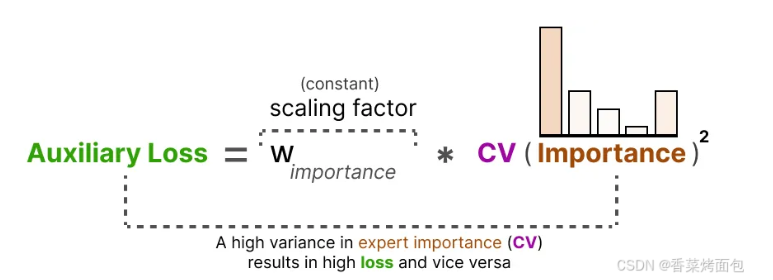 (constant)
scaling factor
Auxiliary Loss = w importance * CV (Importance)²
A high variance in expert importance (CV)
results in high loss and vice versa
CSDN @香菜烤面包